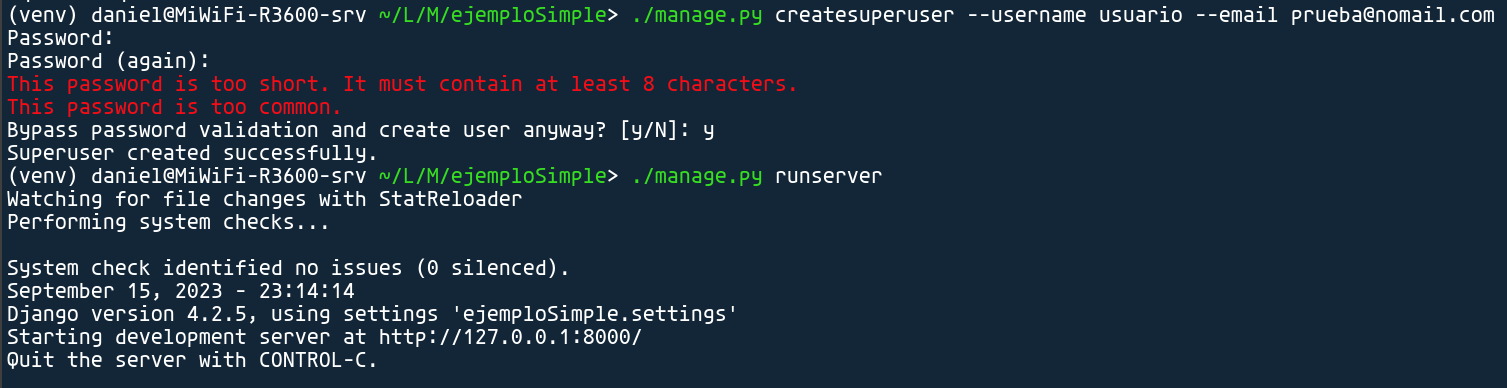 (venv) daniel@MiWiFi-R3600-srv ~/L/M/ejemploSimple> ./manage.py createsuperuser --username usuario --email prueba@nomail.com
Password:
Password (again):
This password is too short. It must contain at least 8 characters.
This password is too common.
Bypass password validation and create user anyway? [y/N]: y
Superuser created successfully.
(venv) daniel@MiWiFi-R3600-srv ~/L/M/ejemploSimple> ./manage.py runserver
Watching for file changes with StatReloader
Performing system checks...

System check identified no issues (0 silenced).
September 15, 2023 - 23:14:14
Django version 4.2.5, using settings 'ejemploSimple.settings'
Starting development server at http://127.0.0.1:8000/
Quit the server with CONTROL-C.